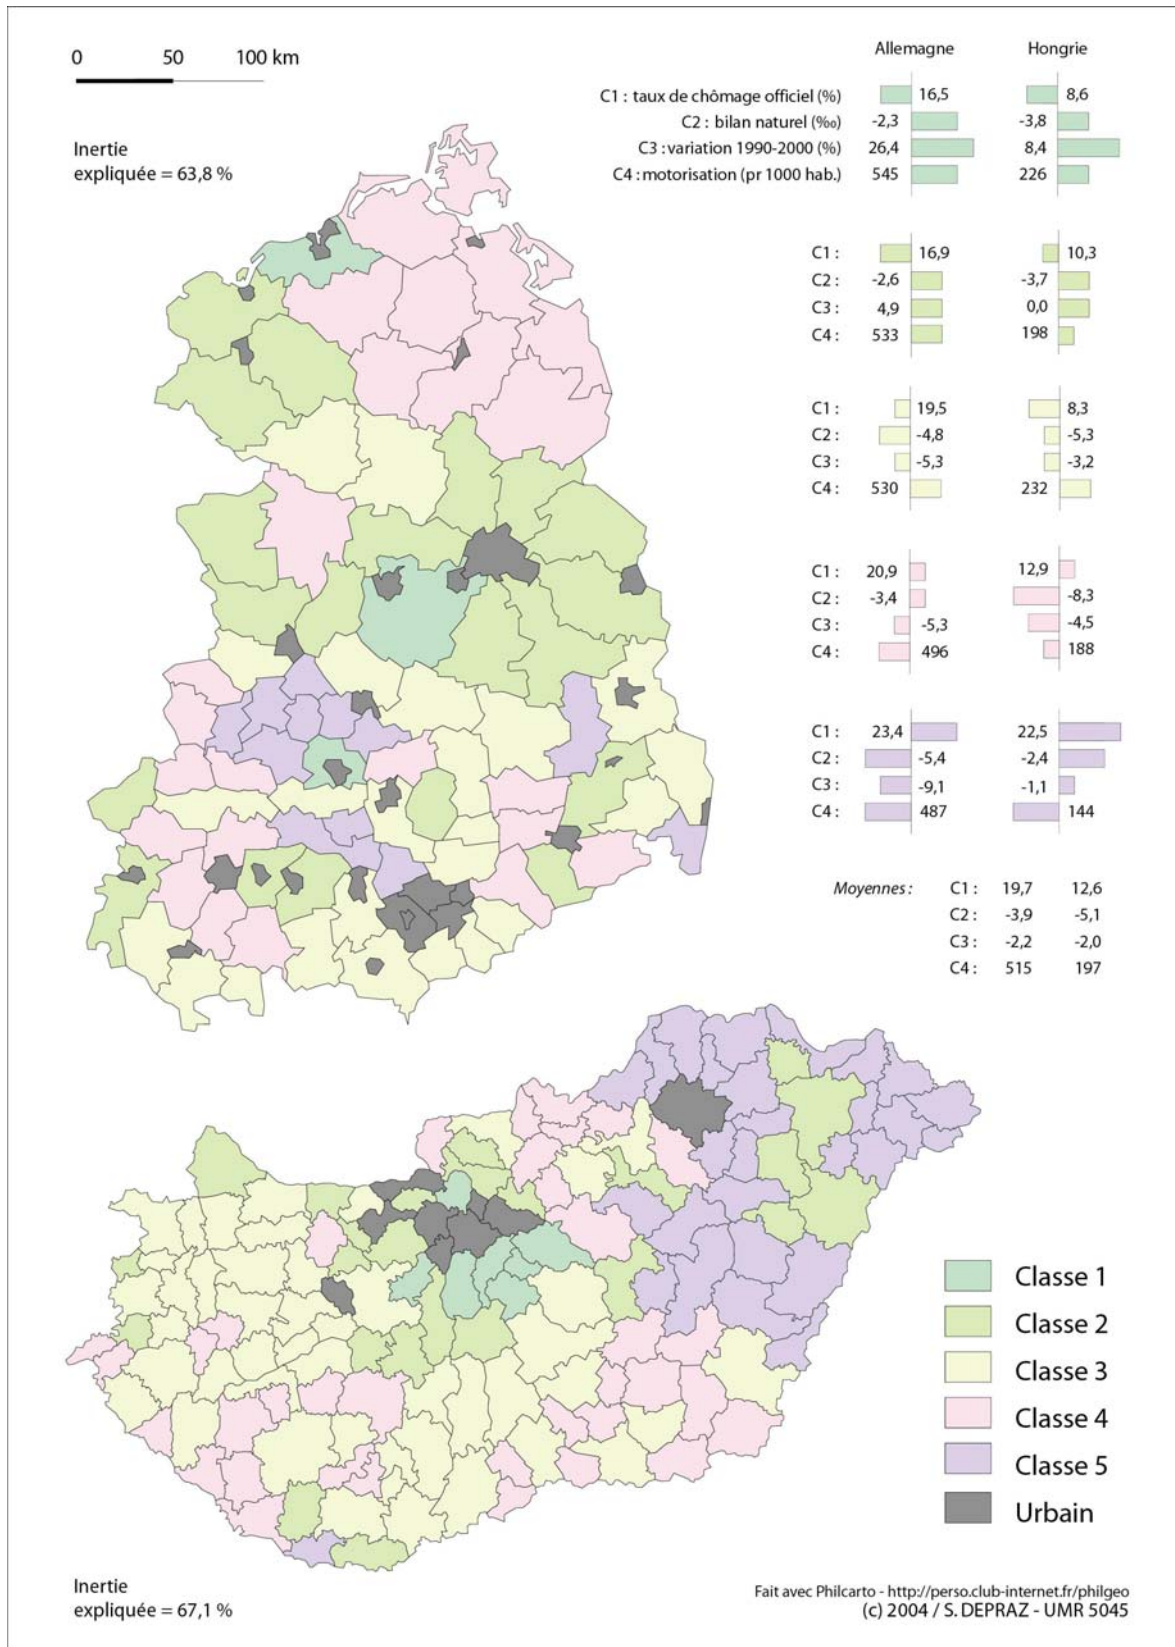 0 50 100 km
Inertie
expliquée = 63,8 %
Allemagne Hongrie
C1 : taux de chômage officiel (%) 16,5 8,6
C2 : bilan naturel (‰) -2,3 -3,8
C3 : variation 1990-2000 (%) 26,4 8,4
C4 : motorisation (pr 1000 hab.) 545 226
C1 : 16,9 10,3
C2 : -2,6 -3,7
C3 : 4,9 0,0
C4 : 533 198
C1 : 19,5 8,3
C2 : -4,8 -5,3
C3 : -5,3 -3,2
C4 : 530 232
C1 : 20,9 12,9
C2 : -3,4 -8,3
C3 : -5,3 -4,5
C4 : 496 188
C1 : 23,4 22,5
C2 : -5,4 -2,4
C3 : -9,1 -1,1
C4 : 487 144
Moyennes : C1 : 19,7 12,6
C2 : -3,9 -5,1
C3 : -2,2 -2,0
C4 : 515 197
Classe 1
Classe 2
Classe 3
Classe 4
Classe 5
Urbain
Inertie
expliquée = 67,1 %
Fait avec Philcarto - http://perso.club-internet.fr/philgeo
(c) 2004 / S. DEPRAZ - UMR 5045